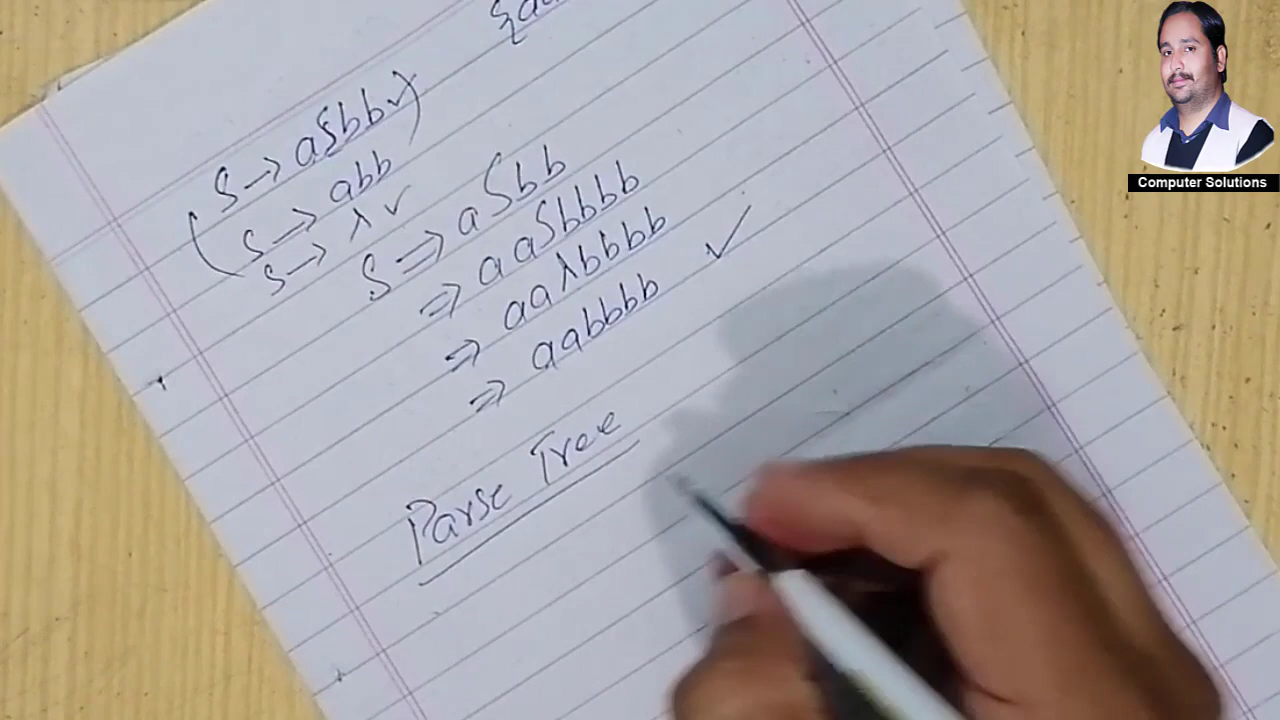 S → aSbb ✓
S → abb
S → λ ✓
S ⇒ aSbb
⇒ aaSbbbb
⇒ aaλbbbb
⇒ aabbbb ✓
Parse Tree
Computer Solutions